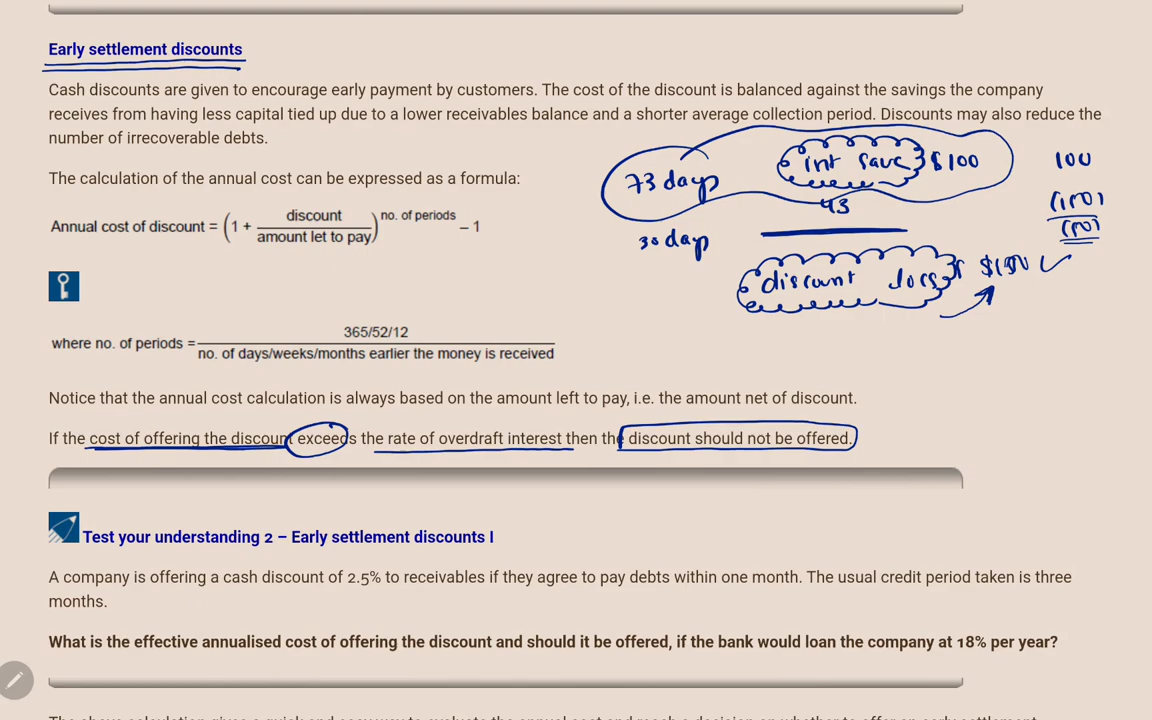 Early settlement discounts
Cash discounts are given to encourage early payment by customers. The cost of the discount is balanced against the savings the company
receives from having less capital tied up due to a lower receivables balance and a shorter average collection period. Discounts may also reduce the
number of irrecoverable debts.
int save $100
100
73 days
The calculation of the annual cost can be expressed as a formula:
43
Annual cost of discount = (1 + discount / amount let to pay)^no. of periods – 1
30 day
discount
where no. of periods = 365/52/12 / no. of days/weeks/months earlier the money is received
Notice that the annual cost calculation is always based on the amount left to pay, i.e. the amount net of discount.
If the cost of offering the discount exceeds the rate of overdraft interest then the discount should not be offered.
Test your understanding 2 – Early settlement discounts I
A company is offering a cash discount of 2.5% to receivables if they agree to pay debts within one month. The usual credit period taken is three
months.
What is the effective annualised cost of offering the discount and should it be offered, if the bank would loan the company at 18% per year?